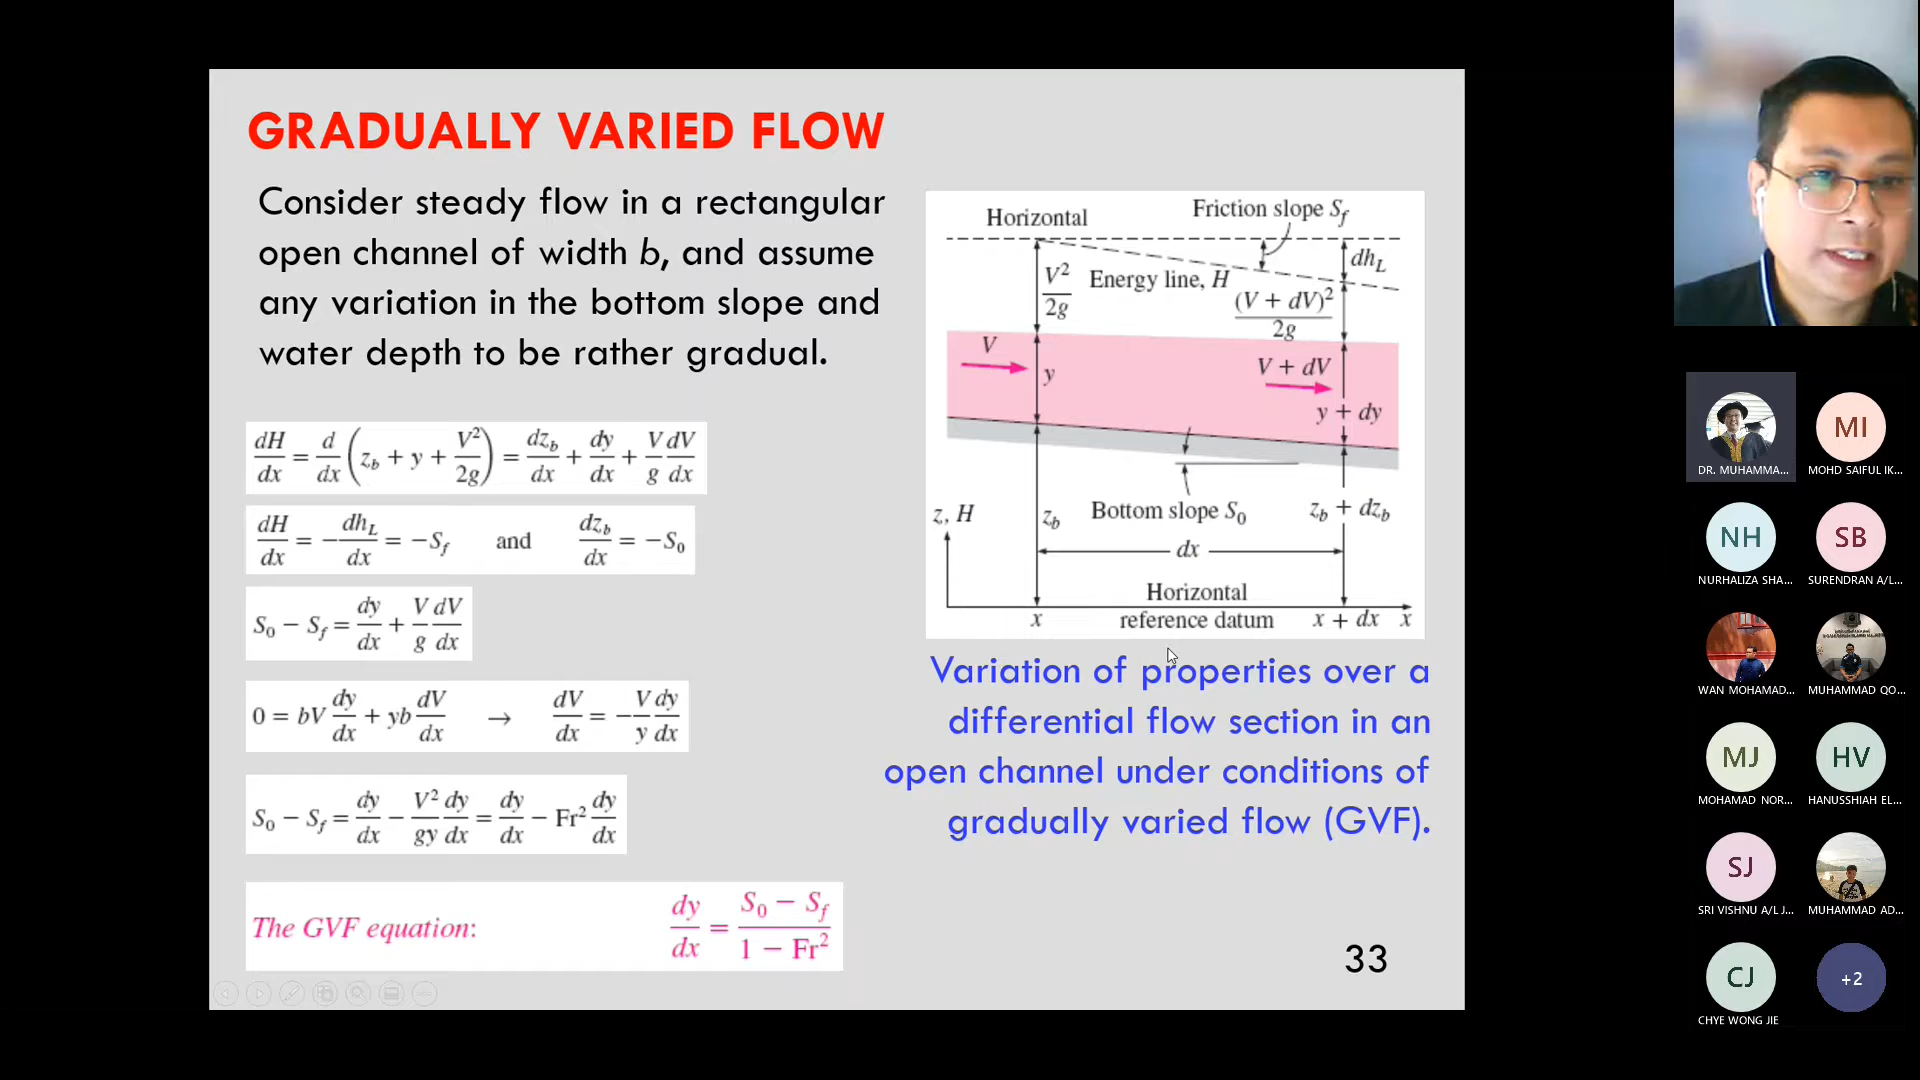 GRADUALLY VARIED FLOW
Consider steady flow in a rectangular
open channel of width b, and assume
any variation in the bottom slope and
water depth to be rather gradual.
dH/dx = d/dx (z_b + y + V²/2g) = dz_b/dx + dy/dx + V/g dV/dx
dH/dx = −dh_L/dx = −S_f and dz_b/dx = −S_0
S_0 − S_f = dy/dx + V/g dV/dx
0 = bV dy/dx + yb dV/dx → dV/dx = −V/y dy/dx
S_0 − S_f = dy/dx − V²/gy dy/dx = dy/dx − Fr² dy/dx
The GVF equation: dy/dx = (S_0 − S_f)/(1 − Fr²)
Horizontal
Friction slope S_f
dh_L
V²/2g
Energy line, H
(V + dV)²/2g
V
y
V + dV
y + dy
z, H
z_b
Bottom slope S_0
z_b + dz_b
dx
Horizontal
reference datum
x
x + dx
x
Variation of properties over a
differential flow section in an
open channel under conditions of
gradually varied flow (GVF).
33
DR. MUHAMMA...
MI
MOHD SAIFUL IK...
NH
NURHALIZA SHA...
SB
SURENDRAN A/L...
WAN MOHAMAD...
MUHAMMAD QO...
MJ
MOHAMAD NOR...
HV
HANUSSHIAH EL...
SJ
SRI VISHNU A/L J...
MUHAMMAD AD...
CJ
CHYE WONG JIE
+2